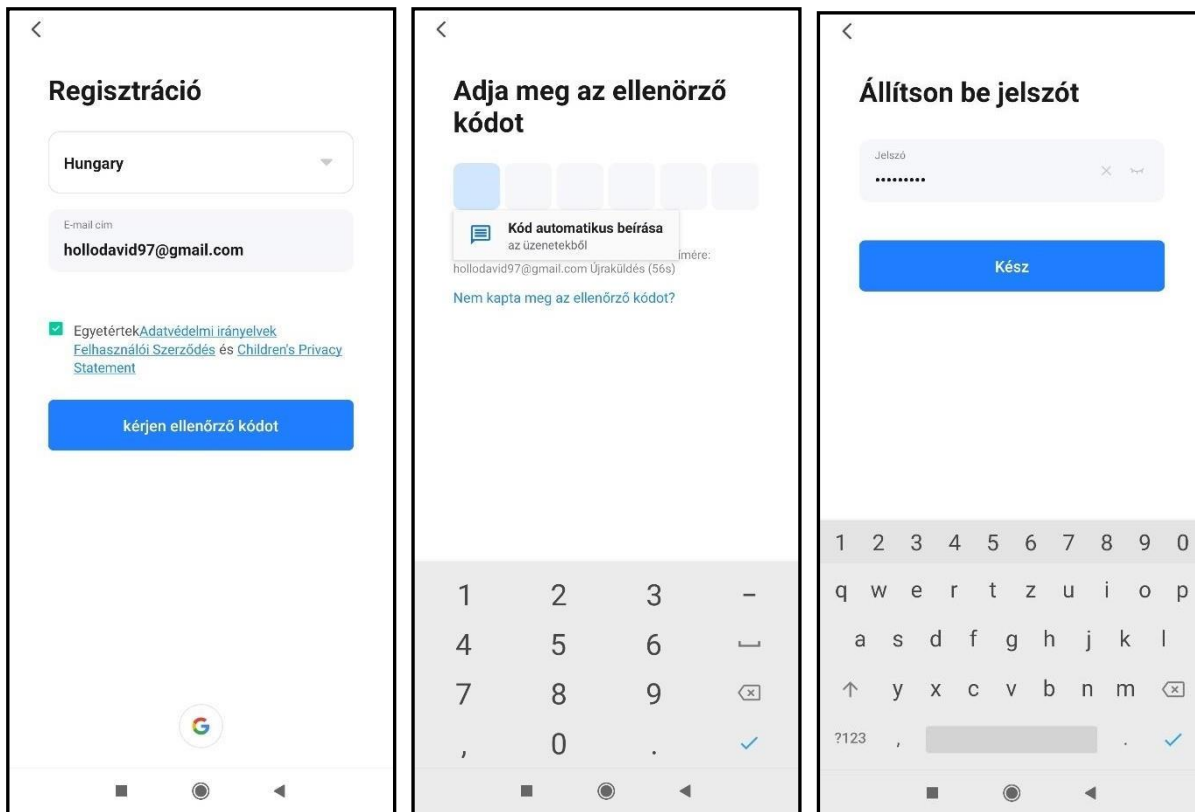 Regisztráció
Hungary
E-mail cím
hollodavid97@gmail.com
EgyetértekAdatvédelmi irányelvek
Felhasználói Szerződés és Children's Privacy
Statement
kérjen ellenőrző kódot
G
Adja meg az ellenörző
kódot
Kód automatikus beírása
az üzenetekből
ímére:
hollodavid97@gmail.com Újraküldés (56s)
Nem kapta meg az ellenőrző kódot?
1 2 3 -
4 5 6
7 8 9
, 0 .
Állítson be jelszót
Jelszó
•••••••••
Kész
1 2 3 4 5 6 7 8 9 0
q w e r t z u i o p
a s d f g h j k l
y x c v b n m
?123 , .